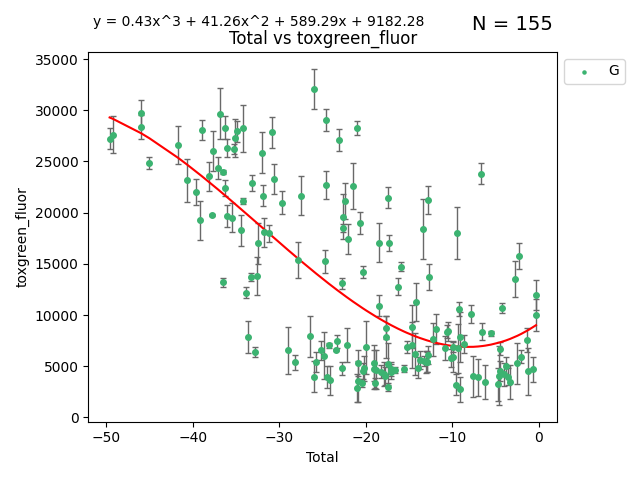 y = 0.43x^3 + 41.26x^2 + 589.29x + 9182.28
N = 155
Total vs toxgreen_fluor
35000
30000
25000
20000
15000
10000
5000
0
toxgreen_fluor
−50
−40
−30
−20
−10
0
Total
G